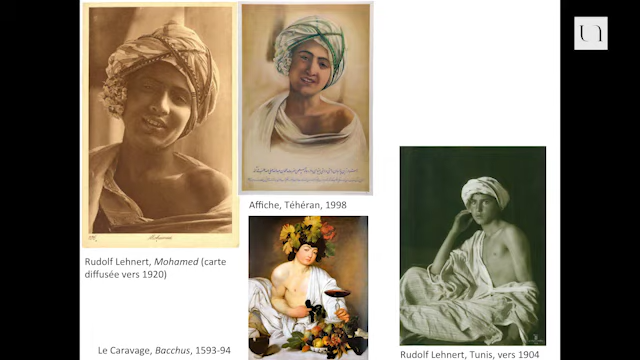 Mohamed
Affiche, Téhéran, 1998
Rudolf Lehnert, Mohamed (carte
diffusée vers 1920)
Le Caravage, Bacchus, 1593-94
Rudolf Lehnert, Tunis, vers 1904